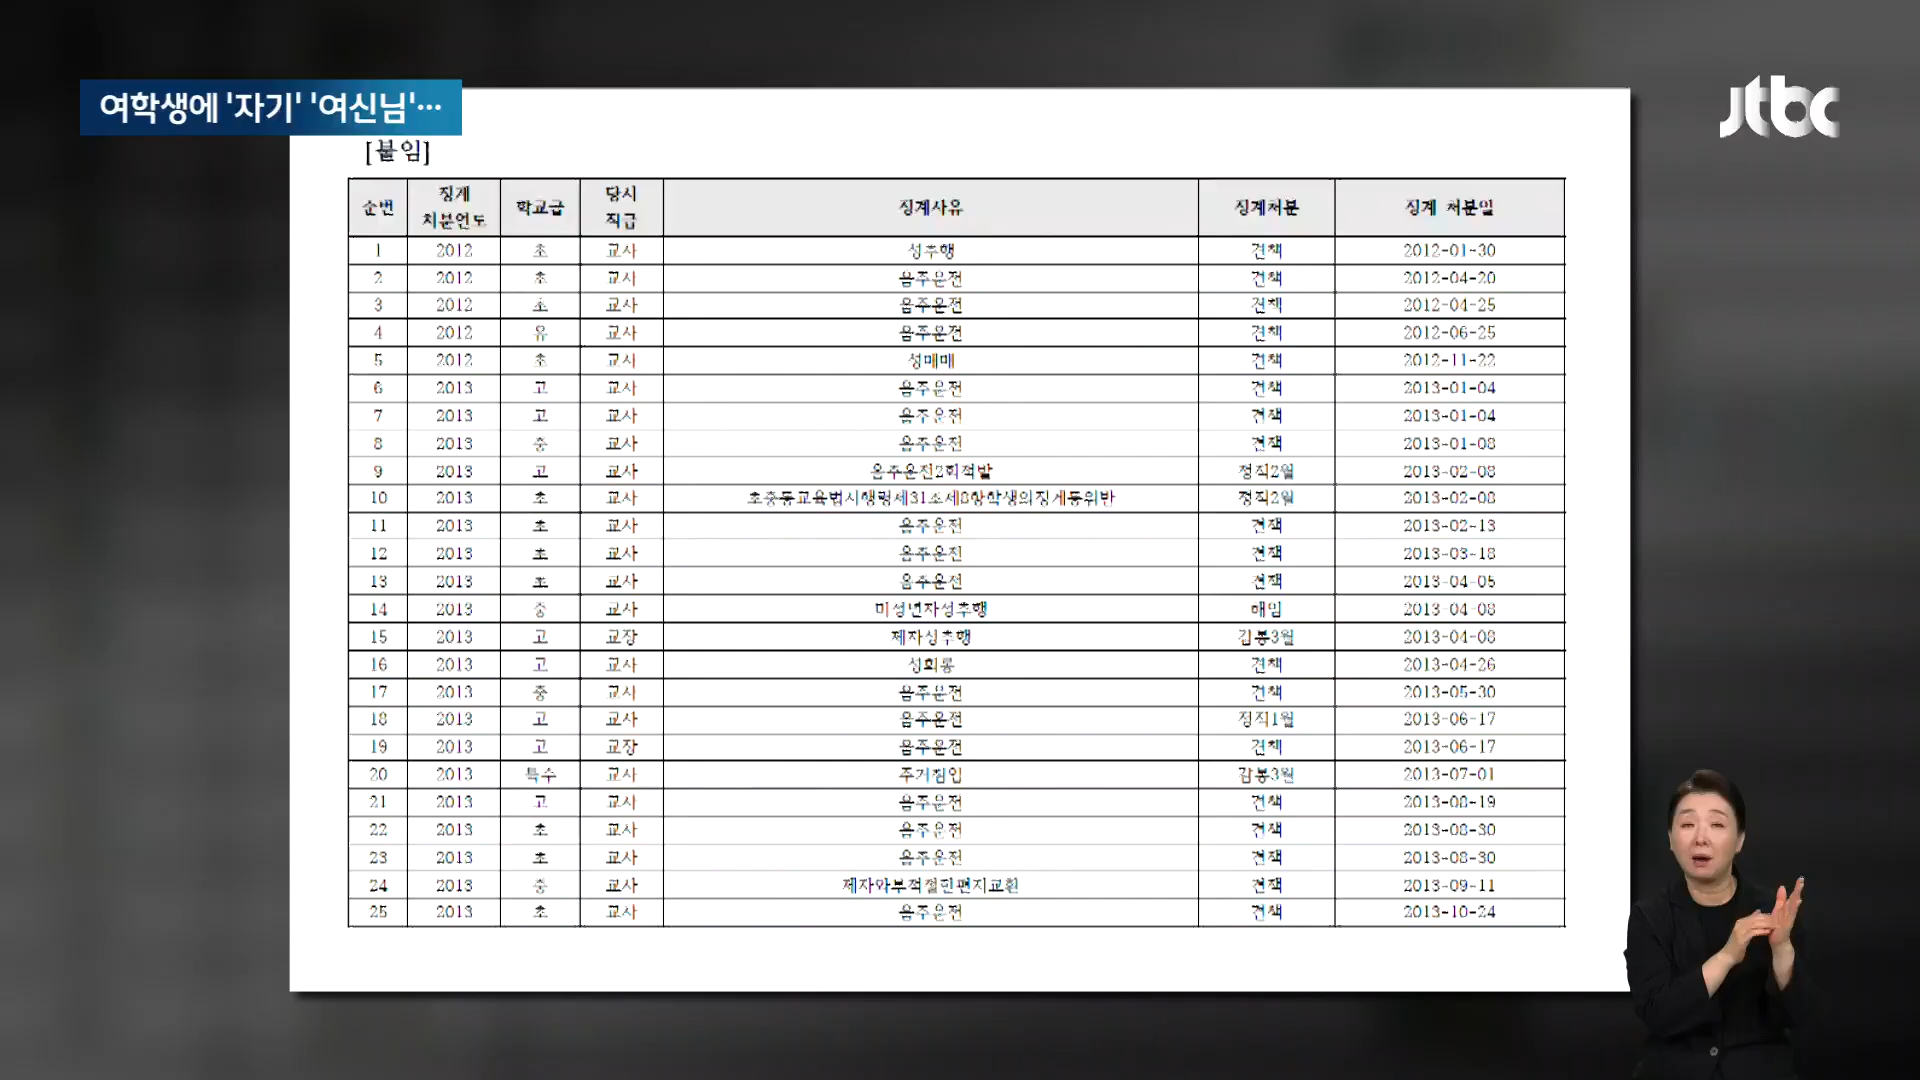 여학생에 '자기' '여신님'…
jtbc
[붙임]
순번 징계 처분연도 학교급 당시 직급 징계사유 징계처분 징계 처분일
1 2012 초 교사 성추행 견책 2012-01-30
2 2012 초 교사 음주운전 견책 2012-04-20
3 2012 초 교사 음주운전 견책 2012-04-25
4 2012 유 교사 음주운전 견책 2012-06-25
5 2012 초 교사 성매매 견책 2012-11-22
6 2013 고 교사 음주운전 견책 2013-01-04
7 2013 고 교사 음주운전 견책 2013-01-04
8 2013 중 교사 음주운전 견책 2013-01-08
9 2013 고 교사 음주운전2회적발 정직2월 2013-02-08
10 2013 초 교사 초중등교육법시행령제31조제8항학생의징계등위반 정직2월 2013-02-08
11 2013 초 교사 음주운전 견책 2013-02-13
12 2013 초 교사 음주운전 견책 2013-03-18
13 2013 초 교사 음주운전 견책 2013-04-05
14 2013 중 교사 미성년자성추행 해임 2013-04-08
15 2013 고 교장 제자성추행 감봉3월 2013-04-08
16 2013 고 교사 성희롱 견책 2013-04-26
17 2013 중 교사 음주운전 견책 2013-05-30
18 2013 고 교사 음주운전 정직1월 2013-06-17
19 2013 고 교장 음주운전 견책 2013-06-17
20 2013 특수 교사 주거침입 감봉3월 2013-07-01
21 2013 고 교사 음주운전 견책 2013-08-19
22 2013 초 교사 음주운전 견책 2013-08-30
23 2013 초 교사 음주운전 견책 2013-08-30
24 2013 중 교사 제자와부적절한편지교환 견책 2013-09-11
25 2013 초 교사 음주운전 견책 2013-10-24